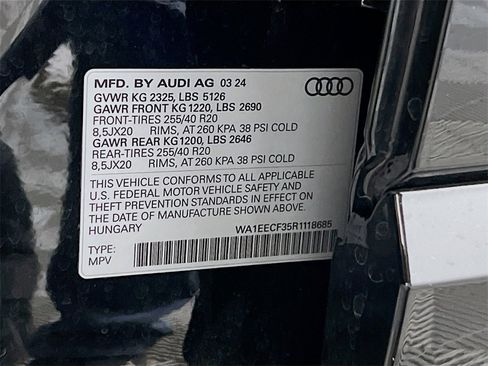 MFD. BY AUDI AG 03 24
GVWR KG 2325, LBS 5126
GAWR FRONT KG 1220, LBS 2690
FRONT-TIRES 255/40 R20
8,5JX20 RIMS, AT 260 KPA 38 PSI COLD
GAWR REAR KG 1200, LBS 2646
REAR-TIRES 255/40 R20
8,5JX20 RIMS, AT 260 KPA 38 PSI COLD
THIS VEHICLE CONFORMS TO ALL APPLICABLE
U.S. FEDERAL MOTOR VEHICLE SAFETY AND
THEFT PREVENTION STANDARDS IN EFFECT ON
THE DATE OF MANUFACTURE SHOWN ABOVE.
HUNGARY WA1EECF35R1118685
TYPE:
MPV